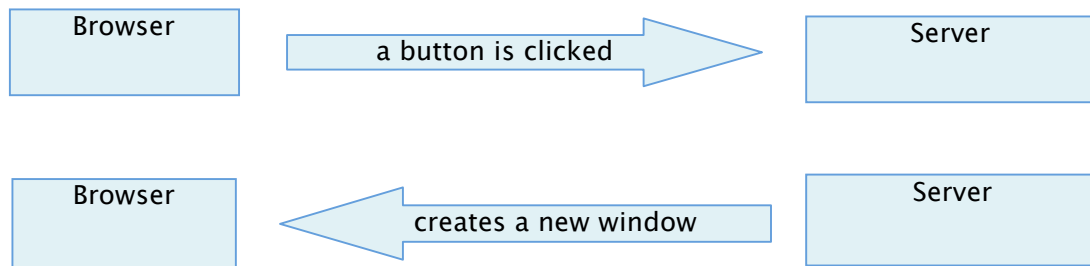 Browser
a button is clicked
Server
Browser
creates a new window
Server